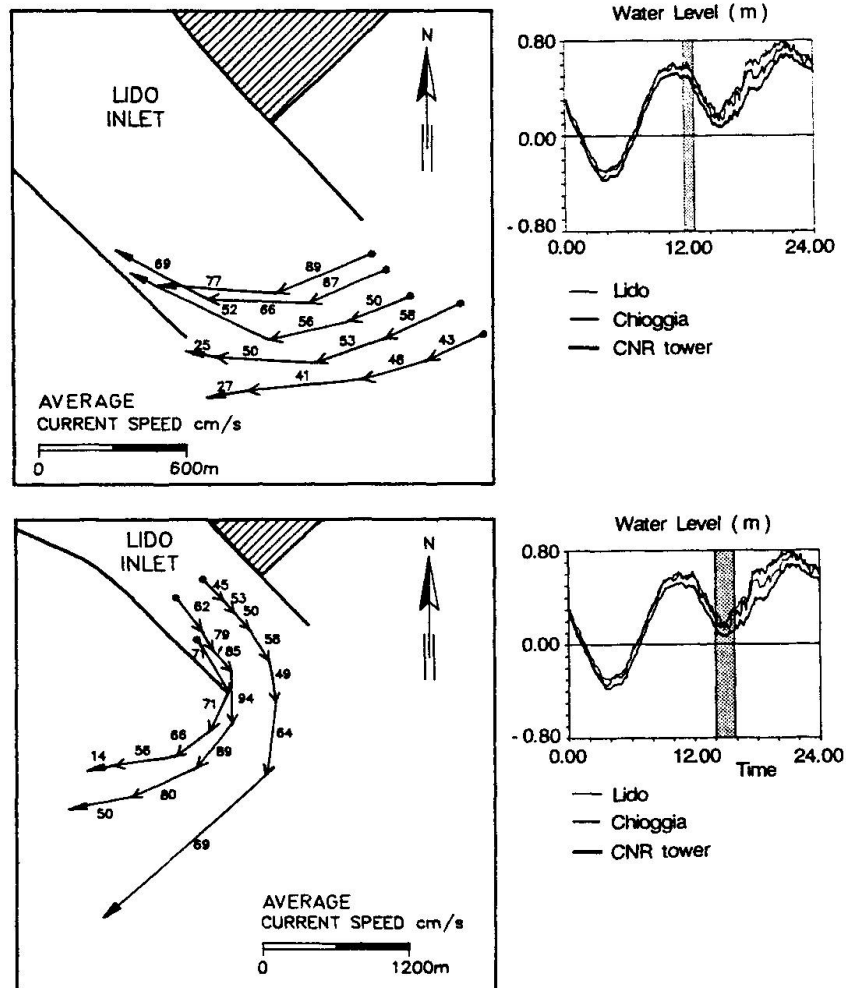 LIDO
INLET
N
69
77
89
52
66
87
56
50
25
50
53
58
27
41
48
43
AVERAGE
CURRENT SPEED cm/s
0
600m
Water Level ( m )
0.80
0.00
- 0.80
0.00
12.00
24.00
Lido
Chioggia
CNR tower
LIDO
INLET
N
45
53
50
62
58
79
85
49
94
71
64
66
56
14
89
80
50
69
AVERAGE
CURRENT SPEED cm/s
0
1200m
Water Level ( m )
0.80
0.00
- 0.80
0.00
12.00
24.00
Time
Lido
Chioggia
CNR tower